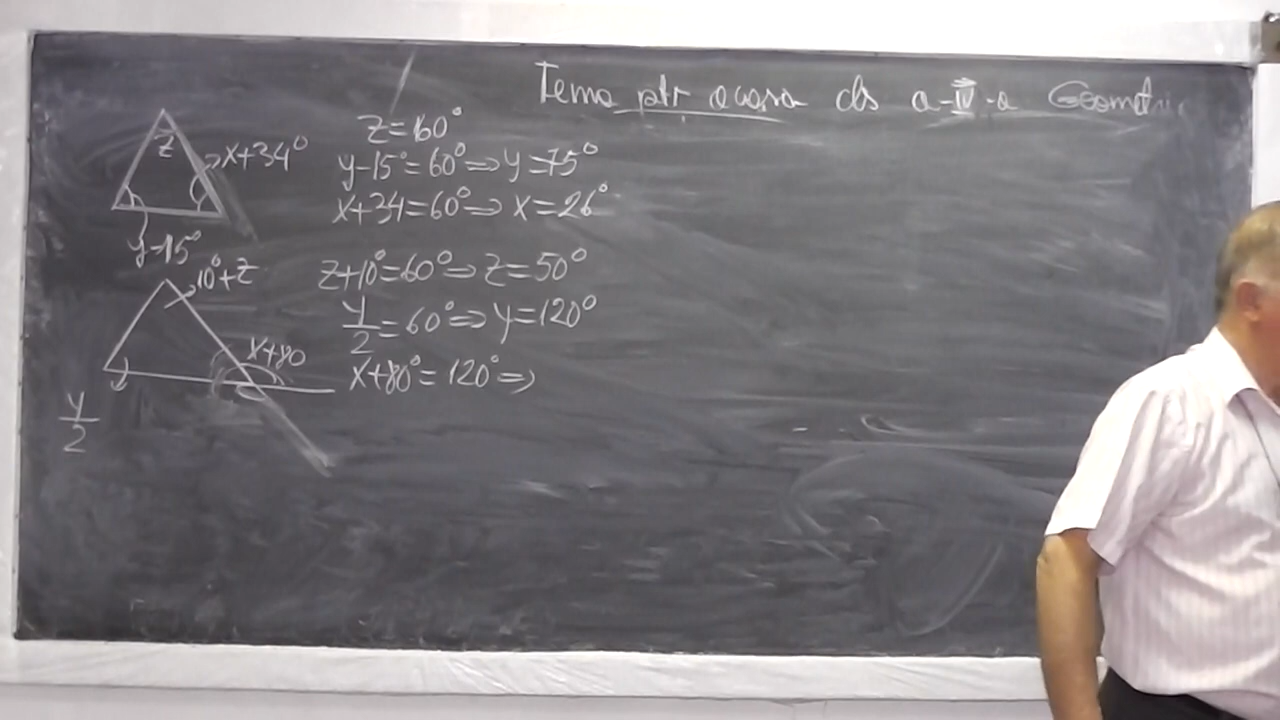 Tema ptr acasa cls a-IV-a Geometri
z
x+34°
y-15°
z=60°
y-15°=60°⇒y=75°
x+34=60°⇒x=26°
10°+z
x+80
y/2
z+10°=60°⇒z=50°
y/2=60°⇒y=120°
x+80°=120°⇒